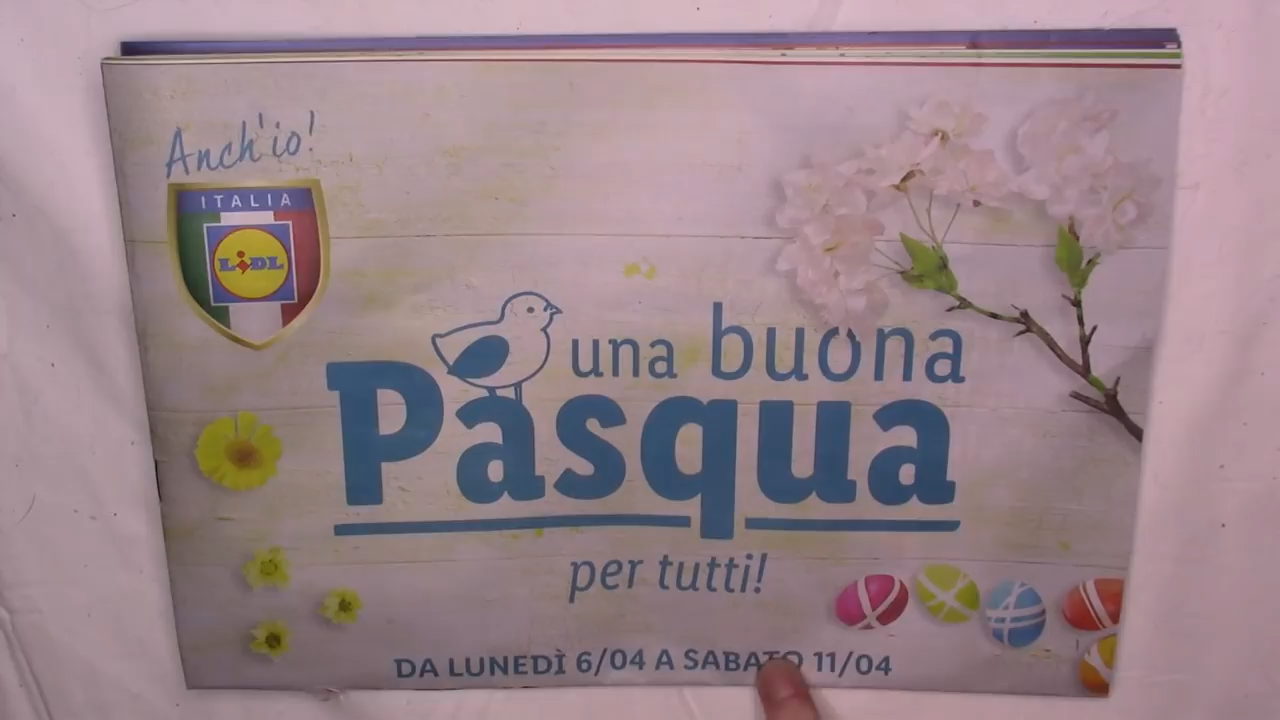 Anch'io!
ITALIA
LIDL
una buona
Pasqua
per tutti!
DA LUNEDÌ 6/04 A SABATO 11/04